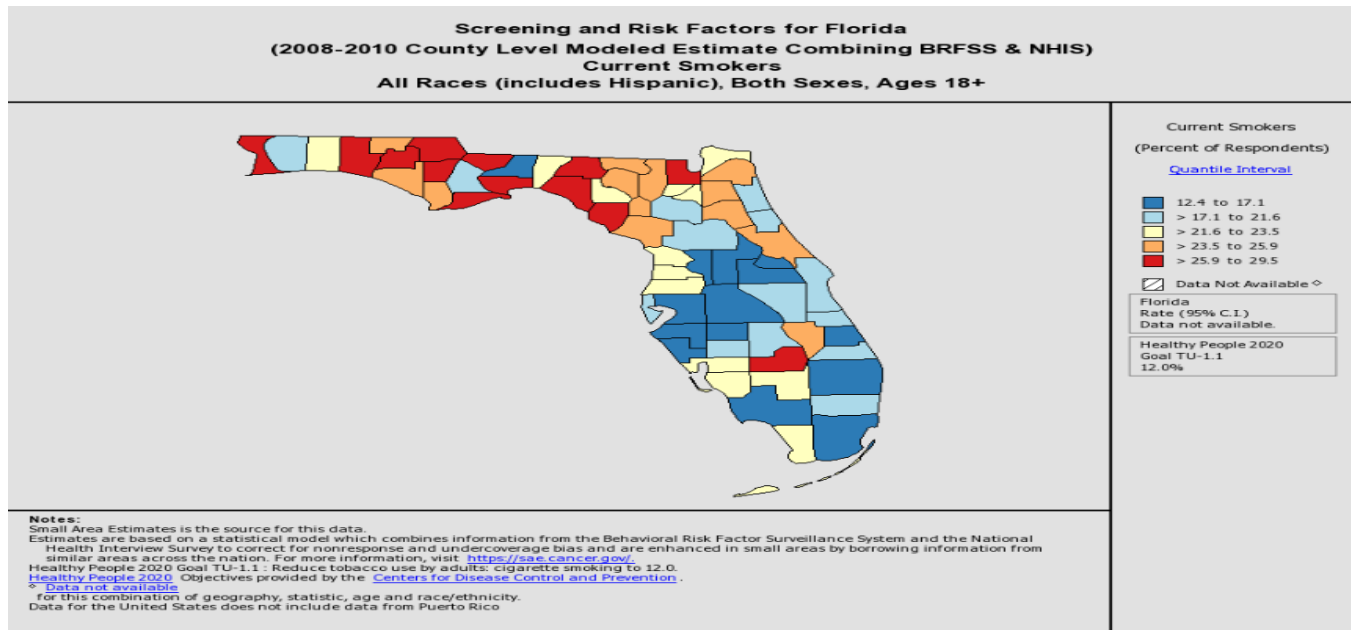 Screening and Risk Factors for Florida
(2008-2010 County Level Modeled Estimate Combining BRFSS & NHIS)
Current Smokers
All Races (includes Hispanic), Both Sexes, Ages 18+
Current Smokers
(Percent of Respondents)
Quantile Interval
12.4 to 17.1
> 17.1 to 21.6
> 21.6 to 23.5
> 23.5 to 25.9
> 25.9 to 29.5
Data Not Available ◇
Florida
Rate (95% C.I.)
Data not available.
Healthy People 2020
Goal TU-1.1
12.0%
Notes:
Small Area Estimates is the source for this data.
Estimates are based on a statistical model which combines information from the Behavioral Risk Factor Surveillance System and the National
Health Interview Survey to correct for nonresponse and undercoverage bias and are enhanced in small areas by borrowing information from
similar areas across the nation. For more information, visit https://sae.cancer.gov/.
Healthy People 2020 Goal TU-1.1 : Reduce tobacco use by adults: cigarette smoking to 12.0.
Healthy People 2020 Objectives provided by the Centers for Disease Control and Prevention .
◇ Data not available
for this combination of geography, statistic, age and race/ethnicity.
Data for the United States does not include data from Puerto Rico